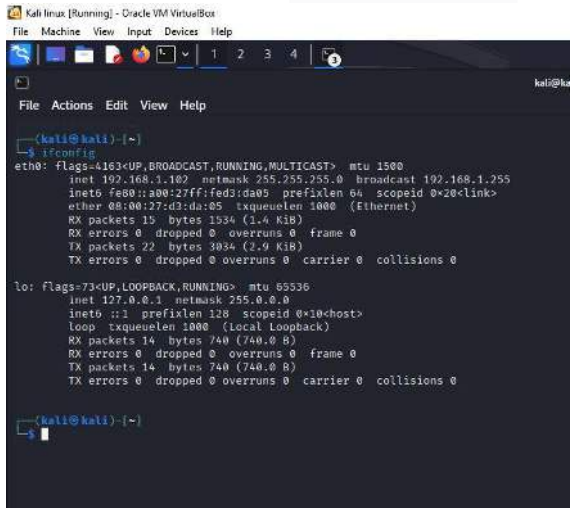 Kali linux [Running] - Oracle VM VirtualBox
File Machine View Input Devices Help
1 2 3 4
3
File Actions Edit View Help
kali@ka
(kali㉿kali)-[~]
$ ifconfig
eth0: flags=4163<UP,BROADCAST,RUNNING,MULTICAST> mtu 1500
inet 192.168.1.102 netmask 255.255.255.0 broadcast 192.168.1.255
inet6 fe80::a00:27ff:fed3:da05 prefixlen 64 scopeid 0×20<link>
ether 08:00:27:d3:da:05 txqueuelen 1000 (Ethernet)
RX packets 15 bytes 1534 (1.4 KiB)
RX errors 0 dropped 0 overruns 0 frame 0
TX packets 22 bytes 3034 (2.9 KiB)
TX errors 0 dropped 0 overruns 0 carrier 0 collisions 0
lo: flags=73<UP,LOOPBACK,RUNNING> mtu 65536
inet 127.0.0.1 netmask 255.0.0.0
inet6 ::1 prefixlen 128 scopeid 0×10<host>
loop txqueuelen 1000 (Local Loopback)
RX packets 14 bytes 740 (740.0 B)
RX errors 0 dropped 0 overruns 0 frame 0
TX packets 14 bytes 740 (740.0 B)
TX errors 0 dropped 0 overruns 0 carrier 0 collisions 0
(kali㉿kali)-[~]
$